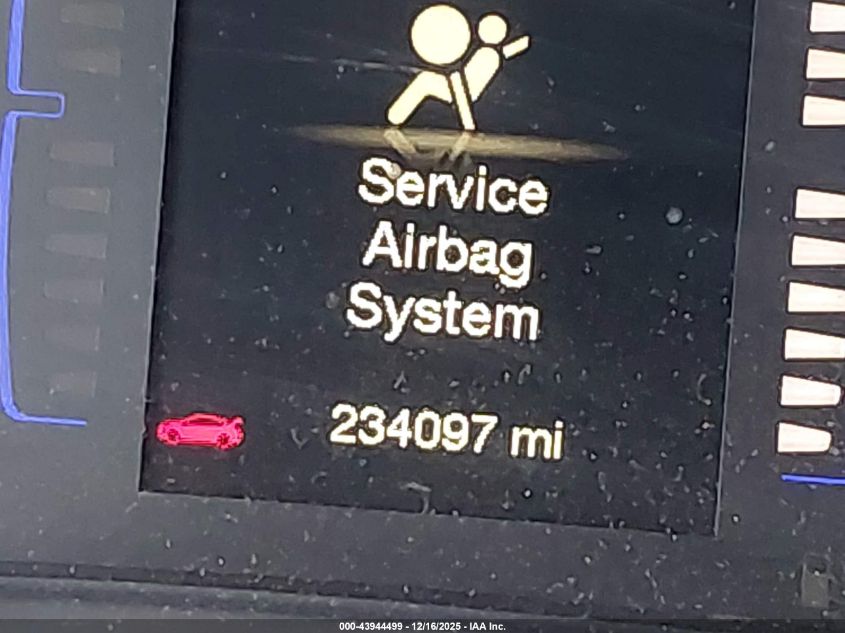 Service
Airbag
System
234097 mi
000-43944499 - 12/16/2025 - IAA Inc.